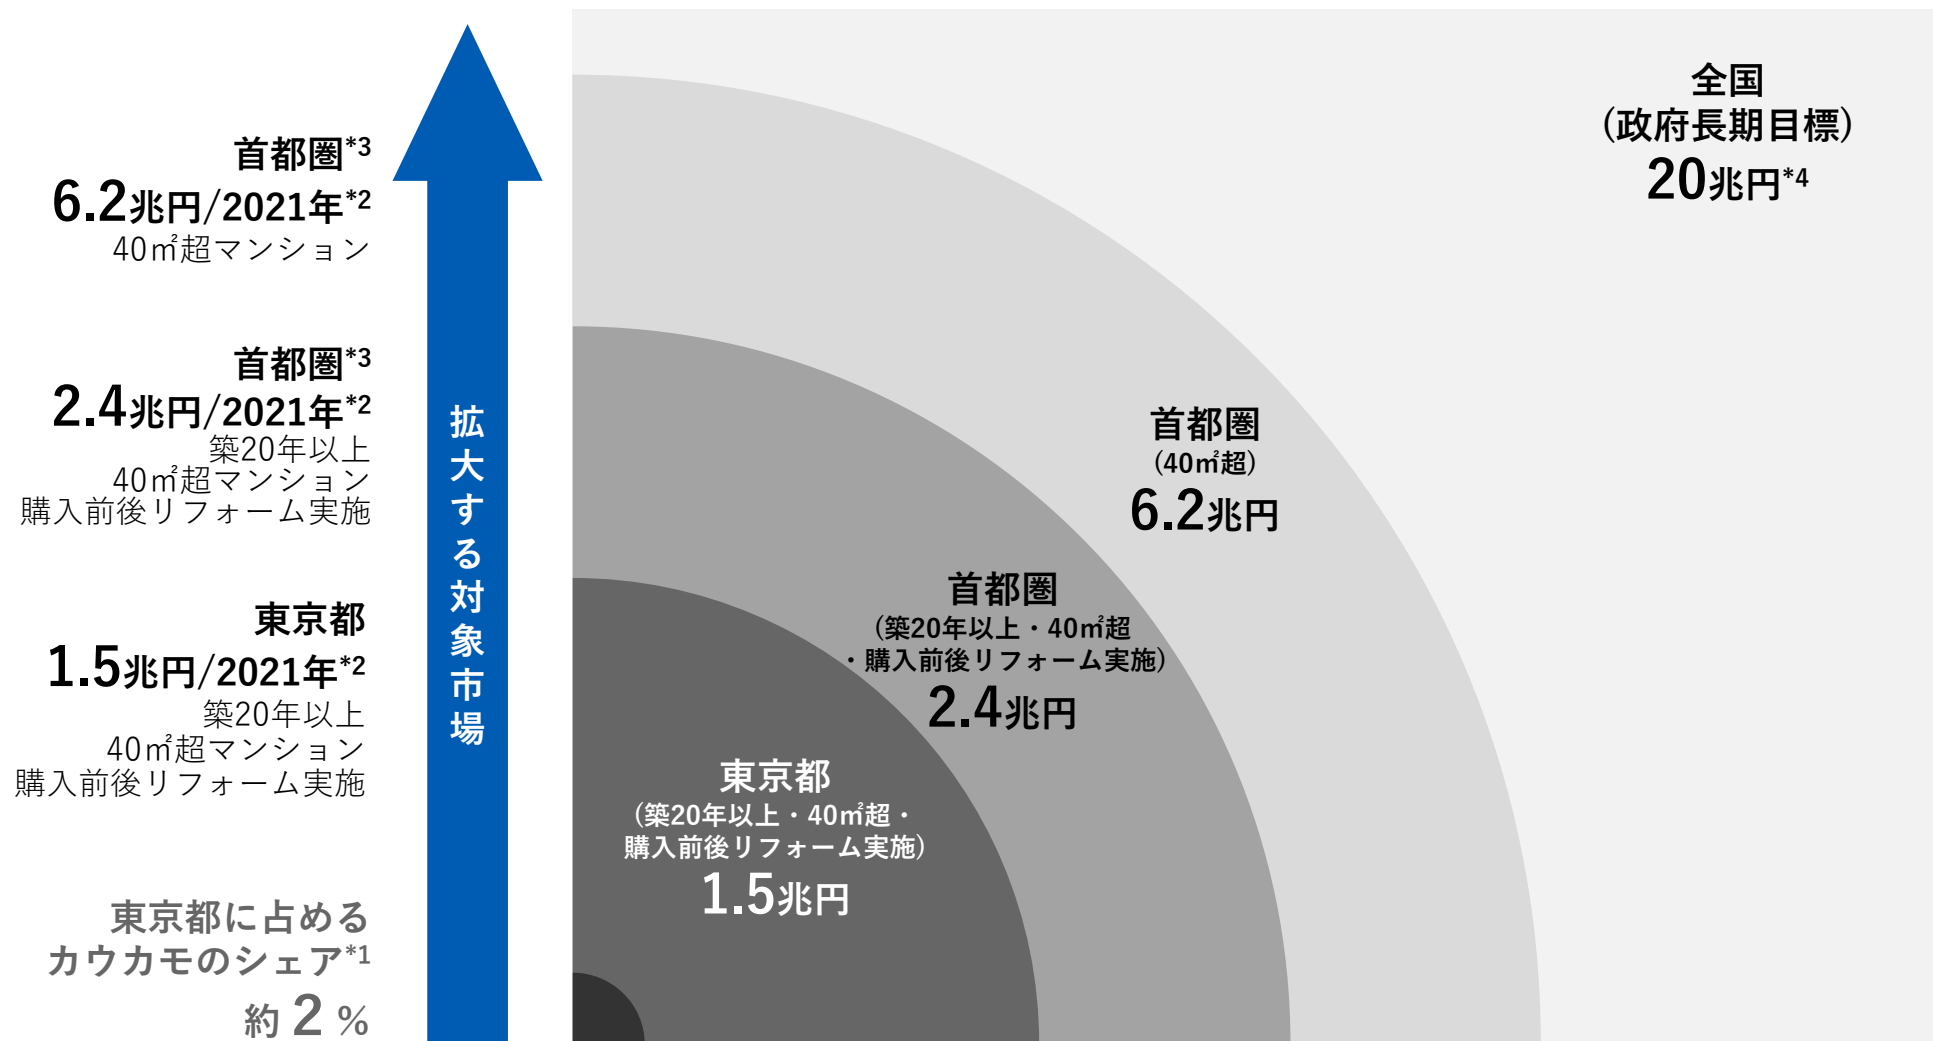 首都圏*3
6.2兆円/2021年*2
40㎡超マンション
首都圏*3
2.4兆円/2021年*2
築20年以上
40㎡超マンション
購入前後リフォーム実施
東京都
1.5兆円/2021年*2
築20年以上
40㎡超マンション
購入前後リフォーム実施
東京都に占める
カウカモのシェア*1
約 2 %
拡大する対象市場
全国
(政府長期目標)
20兆円*4
首都圏
(40㎡超)
6.2兆円
首都圏
(築20年以上・40㎡超
・購入前後リフォーム実施)
2.4兆円
東京都
(築20年以上・40㎡超・
購入前後リフォーム実施)
1.5兆円